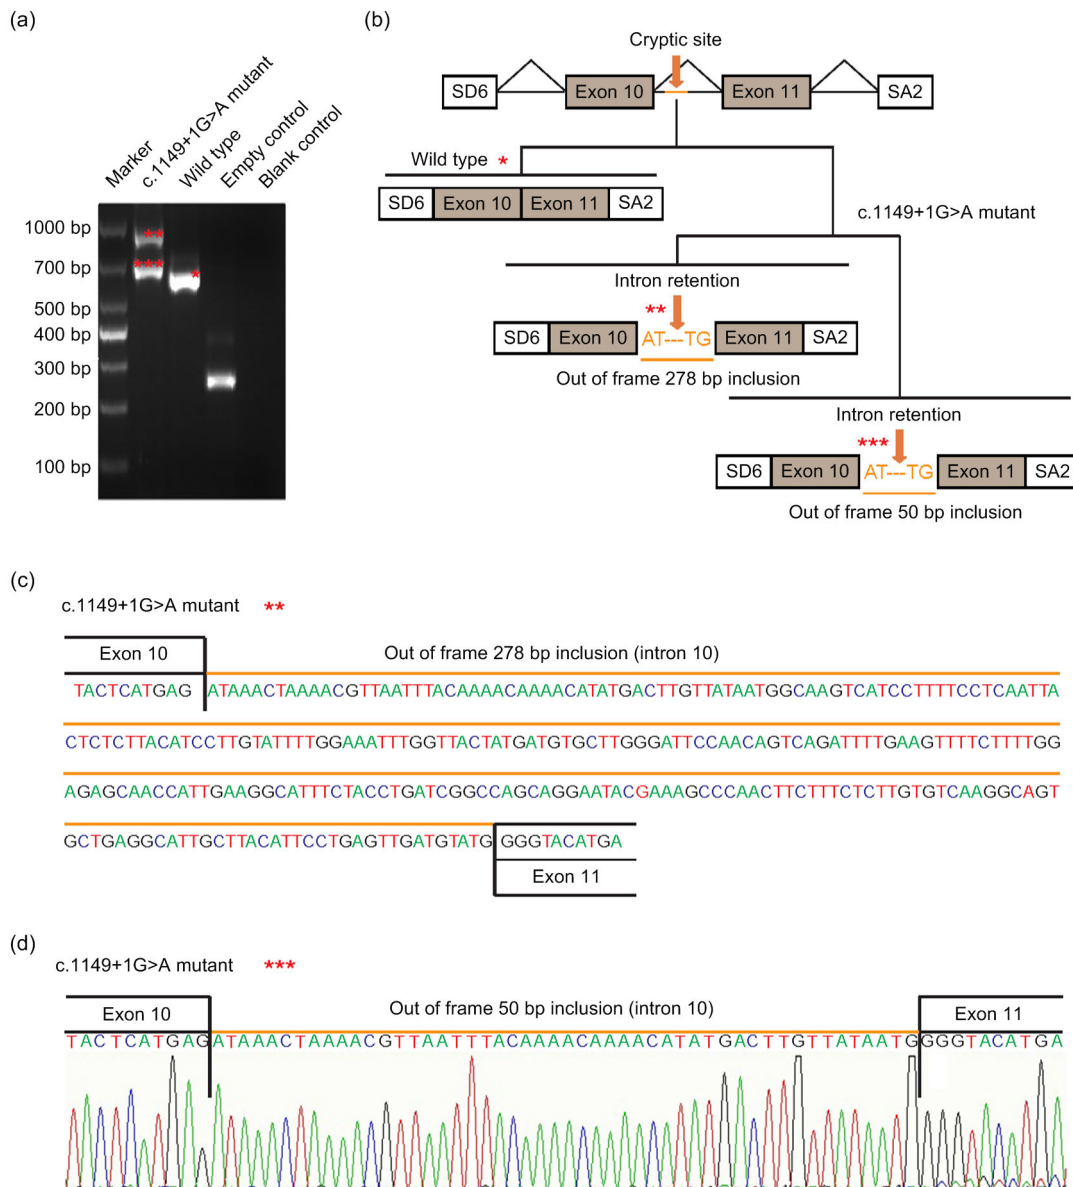 (a)
Marker
c.1149+1G>A mutant
Wild type
Empty control
Blank control
1000 bp
700 bp
500 bp
400 bp
300 bp
200 bp
100 bp
**
***
*
(b)
Cryptic site
SD6 Exon 10 Exon 11 SA2
Wild type *
SD6 Exon 10 Exon 11 SA2
c.1149+1G>A mutant
Intron retention
**
SD6 Exon 10 AT---TG Exon 11 SA2
Out of frame 278 bp inclusion
Intron retention
***
SD6 Exon 10 AT---TG Exon 11 SA2
Out of frame 50 bp inclusion
(c)
c.1149+1G>A mutant **
Exon 10 Out of frame 278 bp inclusion (intron 10)
TACTCATGAG ATAAACTAAAACGTTAATTTACAAAACAAAACATATGACTTGTTATAATGGCAAGTCATCCTTTTCCTCAATTA
CTCTCTTACATCCTTGTATTTTGGAAATTTGGTTACTATGATGTGCTTGGGATTCCAACAGTCAGATTTTGAAGTTTTCTTTTGG
AGAGCAACCATTGAAGGCATTTCTACCTGATCGGCCAGCAGGAATACGAAAGCCCAACTTCTTTCTCTTGTGTCAAGGCAGT
GCTGAGGCATTGCTTACATTCCTGAGTTGATGTATG GGGTACATGA
Exon 11
(d)
c.1149+1G>A mutant ***
Exon 10 Out of frame 50 bp inclusion (intron 10) Exon 11
TACTCATGAGATAAACTAAAACGTTAATTTACAAAACAAAACATATGACTTGTTATAATGGGGTACATGA